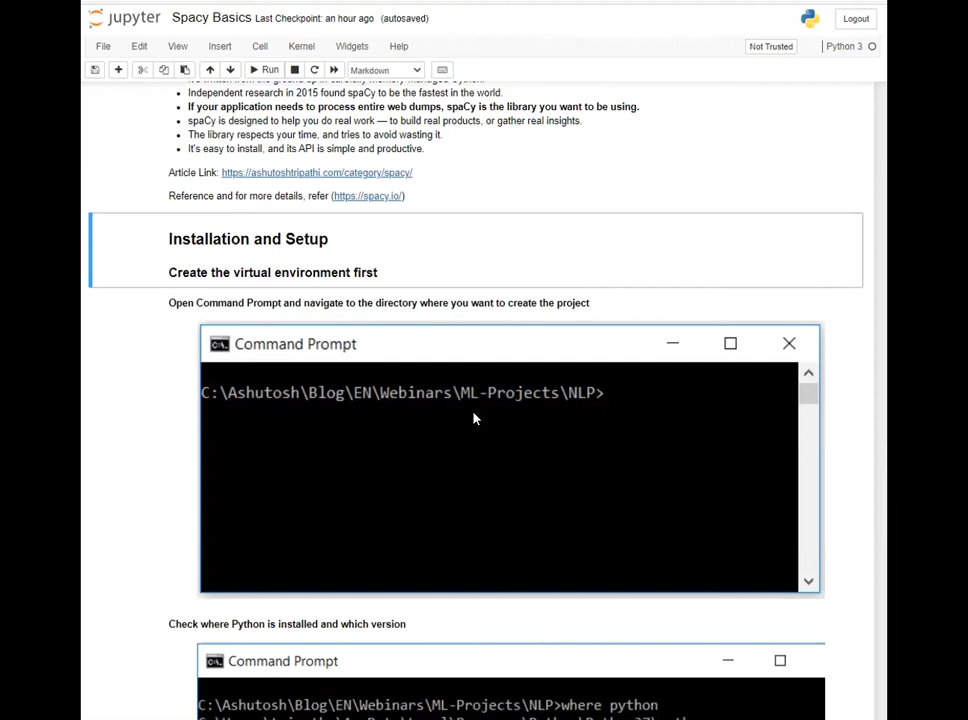 jupyter Spacy Basics Last Checkpoint: an hour ago (autosaved)
Logout
File Edit View Insert Cell Kernel Widgets Help
Not Trusted
Python 3
Run
Markdown
Independent research in 2015 found spaCy to be the fastest in the world.
If your application needs to process entire web dumps, spaCy is the library you want to be using.
spaCy is designed to help you do real work — to build real products, or gather real insights.
The library respects your time, and tries to avoid wasting it.
It's easy to install, and its API is simple and productive.
Article Link: https://ashutoshtripathi.com/category/spacy/
Reference and for more details, refer (https://spacy.io/)
Installation and Setup
Create the virtual environment first
Open Command Prompt and navigate to the directory where you want to create the project
Command Prompt
C:\Ashutosh\Blog\EN\Webinars\ML-Projects\NLP>
Check where Python is installed and which version
Command Prompt
C:\Ashutosh\Blog\EN\Webinars\ML-Projects\NLP>where python